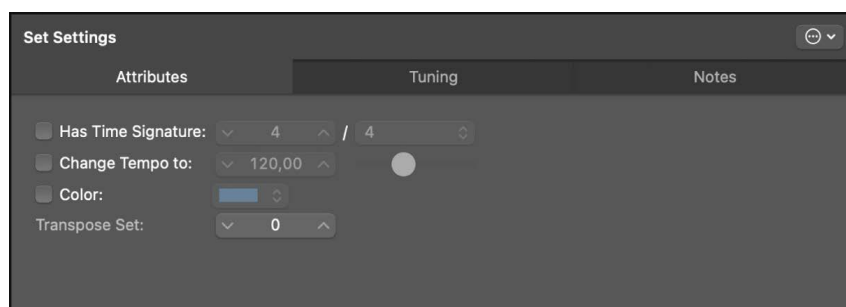 Set Settings
Attributes Tuning Notes
Has Time Signature: 4 / 4
Change Tempo to: 120,00
Color:
Transpose Set: 0